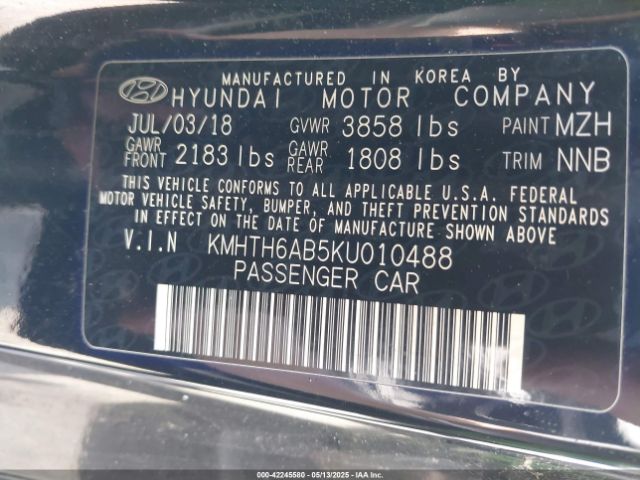 MANUFACTURED IN KOREA BY
HYUNDAI MOTOR COMPANY
JUL/03/18 GVWR 3858 lbs PAINT MZH
GAWR FRONT 2183 lbs GAWR REAR 1808 lbs TRIM NNB
THIS VEHICLE CONFORMS TO ALL APPLICABLE U.S.A. FEDERAL
MOTOR VEHICLE SAFETY, BUMPER, AND THEFT PREVENTION STANDARDS
IN EFFECT ON THE DATE OF MANUFACTURE SHOWN ABOVE.
V.I.N KMHTH6AB5KU010488
PASSENGER CAR
000-42245580 - 05/13/2025 - IAA Inc.